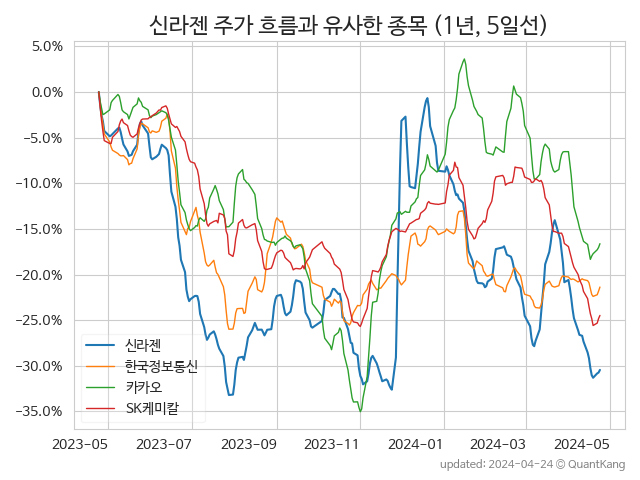 신라젠 주가 흐름과 유사한 종목 (1년, 5일선)
5.0%
0.0%
−5.0%
−10.0%
−15.0%
−20.0%
−25.0%
−30.0%
−35.0%
신라젠
한국정보통신
카카오
SK케미칼
2023-05 2023-07 2023-09 2023-11 2024-01 2024-03 2024-05
updated: 2024-04-24 © QuantKang